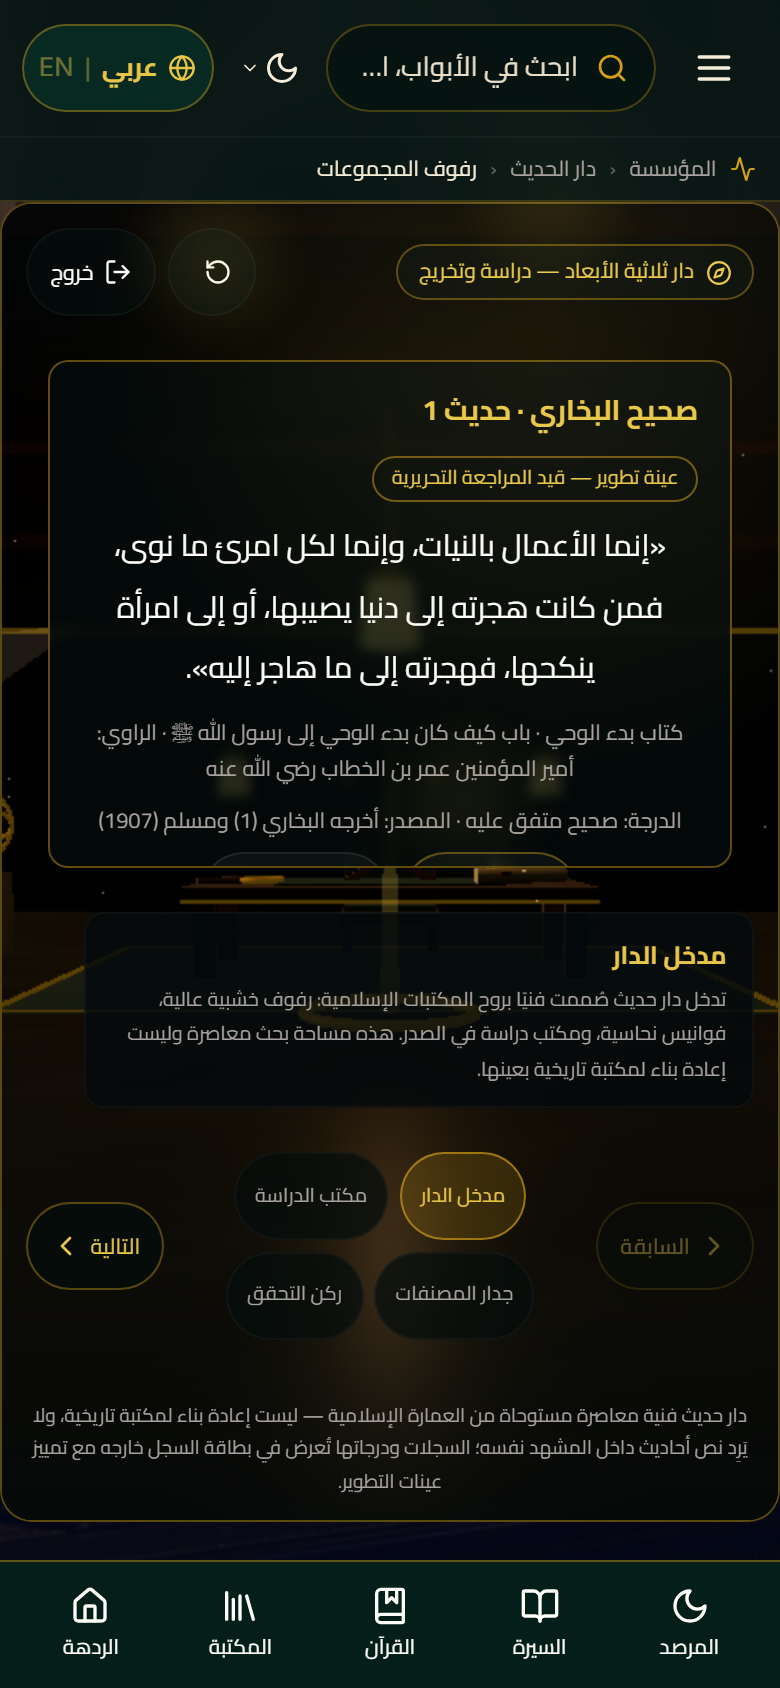 ابحث في الأبواب، ا...
عربي | EN
المؤسسة › دار الحديث › رفوف المجموعات
دار ثلاثية الأبعاد — دراسة وتخريج
خروج
صحيح البخاري · حديث 1
عينة تطوير — قيد المراجعة التحريرية
«إنما الأعمال بالنيات، وإنما لكل امرئ ما نوى،
فمن كانت هجرته إلى دنيا يصيبها، أو إلى امرأة
ينكحها، فهجرته إلى ما هاجر إليه».
كتاب بدء الوحي · باب كيف كان بدء الوحي إلى رسول الله ﷺ · الراوي:
أمير المؤمنين عمر بن الخطاب رضي الله عنه
الدرجة: صحيح متفق عليه · المصدر: أخرجه البخاري (1) ومسلم (1907)
مدخل الدار
تدخل دار حديث صُممت فنيًا بروح المكتبات الإسلامية: رفوف خشبية عالية،
فوانيس نحاسية، ومكتب دراسة في الصدر. هذه مساحة بحث معاصرة وليست
إعادة بناء لمكتبة تاريخية بعينها.
السابقة
مدخل الدار
مكتب الدراسة
جدار المصنفات
ركن التحقق
التالية
دار حديث فنية معاصرة مستوحاة من العمارة الإسلامية — ليست إعادة بناء لمكتبة تاريخية، ولا
يَرِد نص أحاديث داخل المشهد نفسه؛ السجلات ودرجاتها تُعرض في بطاقة السجل خارجه مع تمييز
عينات التطوير.
المرصد
السيرة
القرآن
المكتبة
الردهة